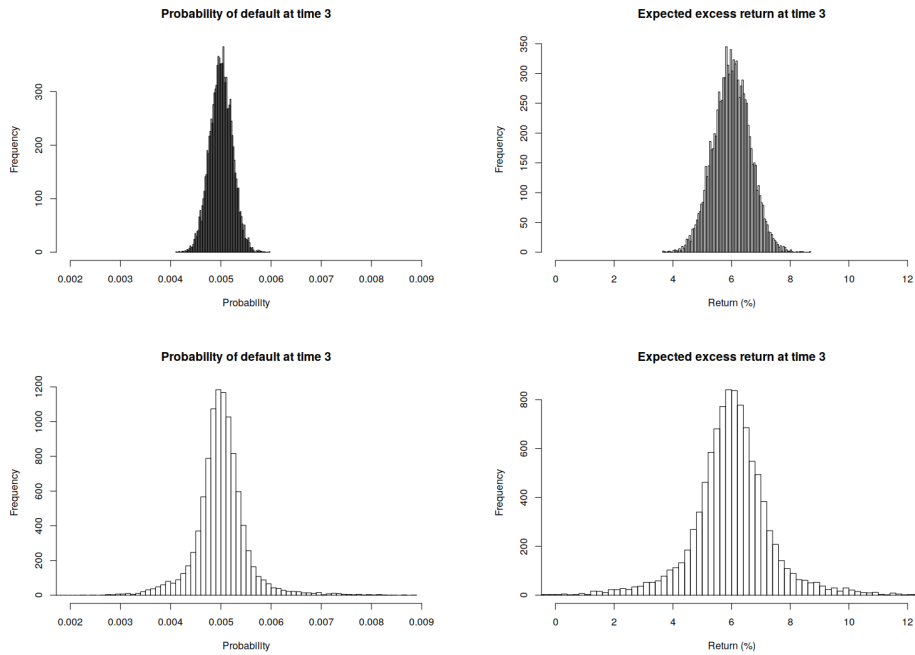 Probability of default at time 3
Frequency
0 100 200 300
0.002 0.003 0.004 0.005 0.006 0.007 0.008 0.009
Probability
Expected excess return at time 3
Frequency
0 50 100 150 200 250 300 350
0 2 4 6 8 10 12
Return (%)
Probability of default at time 3
Frequency
0 200 400 600 800 1000 1200
0.002 0.003 0.004 0.005 0.006 0.007 0.008 0.009
Probability
Expected excess return at time 3
Frequency
0 200 400 600 800
0 2 4 6 8 10 12
Return (%)